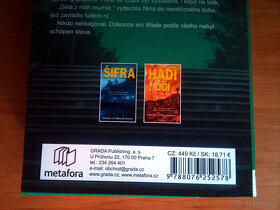 „Dělá z nich mumie," vydechla Nina do nevěřícného ticha,
jež zavládlo kolem ní.
Nikdo nereagoval. Dokonce ani Wade podle všeho nebyl
schopen slova.
ŠIFRA
HADÍ
OČI
metafora
GRADA Publishing, a. s.
U Průhonu 22, 170 00 Praha 7
tel.: 234 264 401
e-mail: obchod@grada.cz
www.grada.cz
www.metafora.cz
CZ: 449 Kč / SK: 18,71 €
9 788076 252578